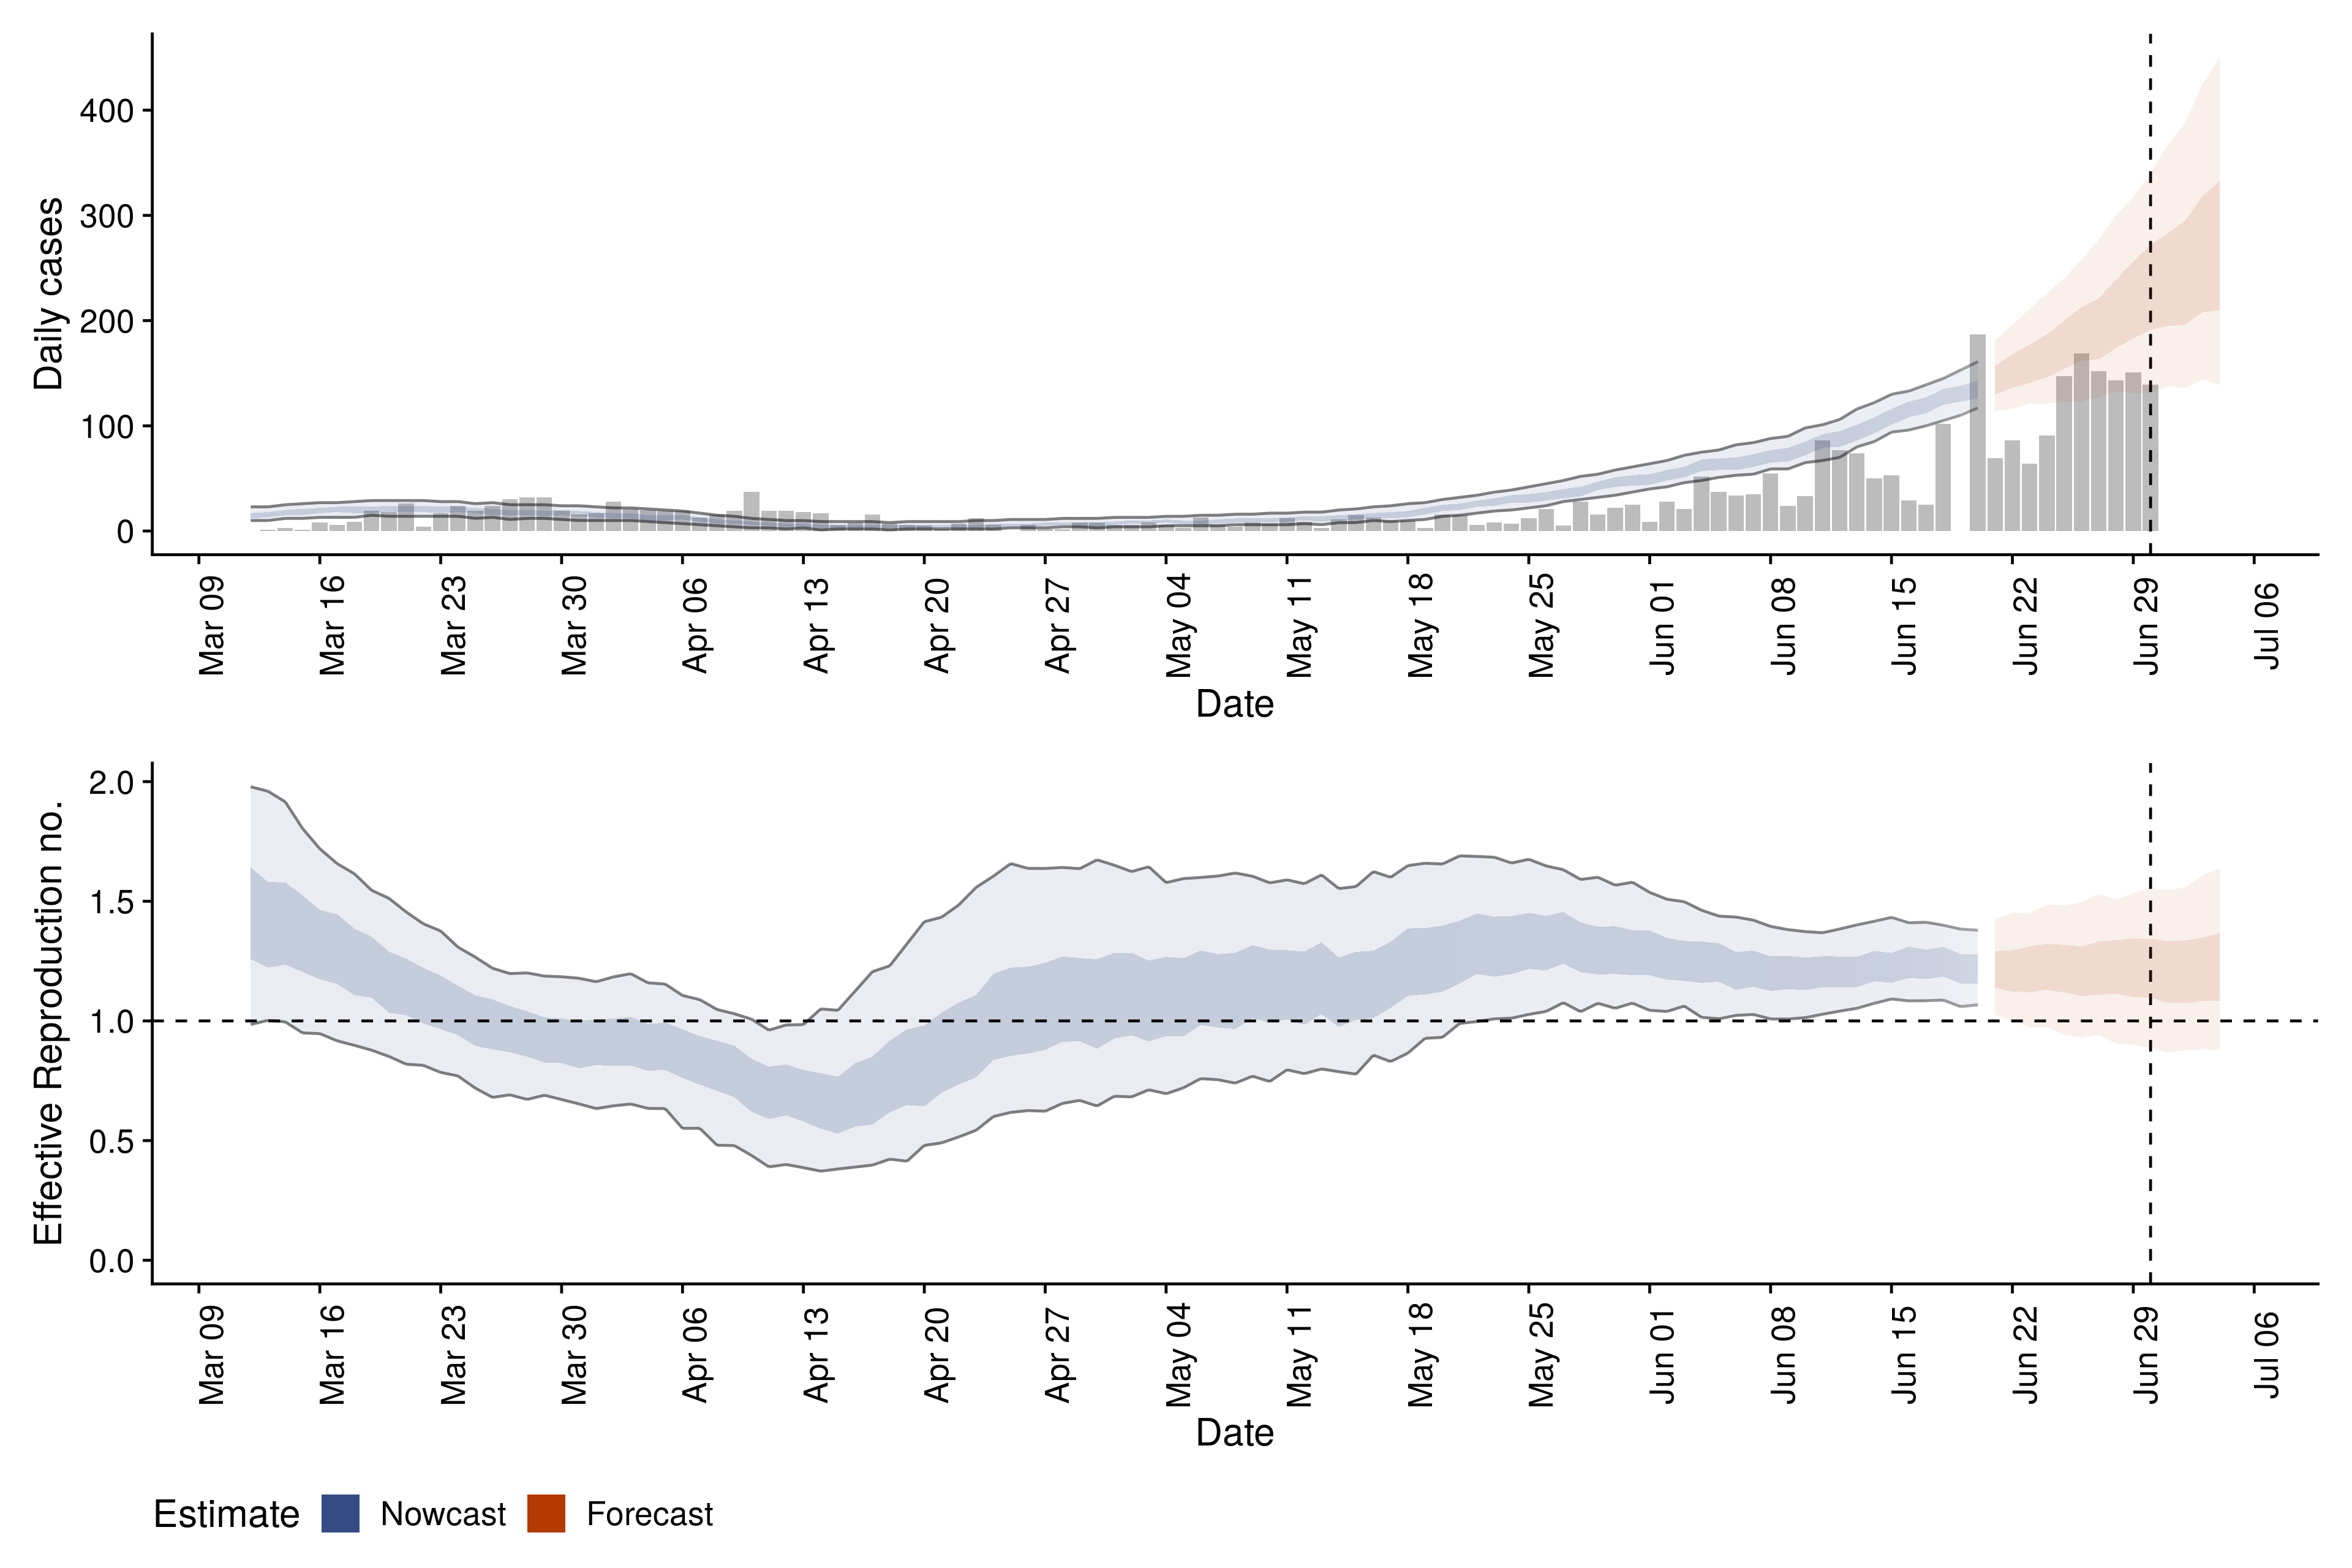 Daily cases
400
300
200
100
0
Mar 09
Mar 16
Mar 23
Mar 30
Apr 06
Apr 13
Apr 20
Apr 27
May 04
May 11
May 18
May 25
Jun 01
Jun 08
Jun 15
Jun 22
Jun 29
Jul 06
Date
Effective Reproduction no.
2.0
1.5
1.0
0.5
0.0
Mar 09
Mar 16
Mar 23
Mar 30
Apr 06
Apr 13
Apr 20
Apr 27
May 04
May 11
May 18
May 25
Jun 01
Jun 08
Jun 15
Jun 22
Jun 29
Jul 06
Date
Estimate Nowcast Forecast